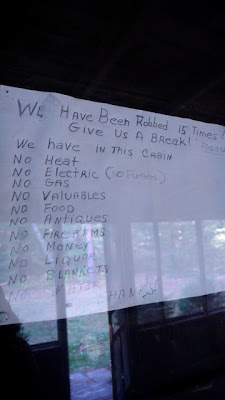 We Have Been Robbed 15 Times
Give Us A Break! Please
We have in This Cabin
No Heat
No Electric (No Fuses)
No Gas
No Valuables
No Food
No Antiques
No Firearms
No Money
No Liquor
No Blankets
No Water
Thanks